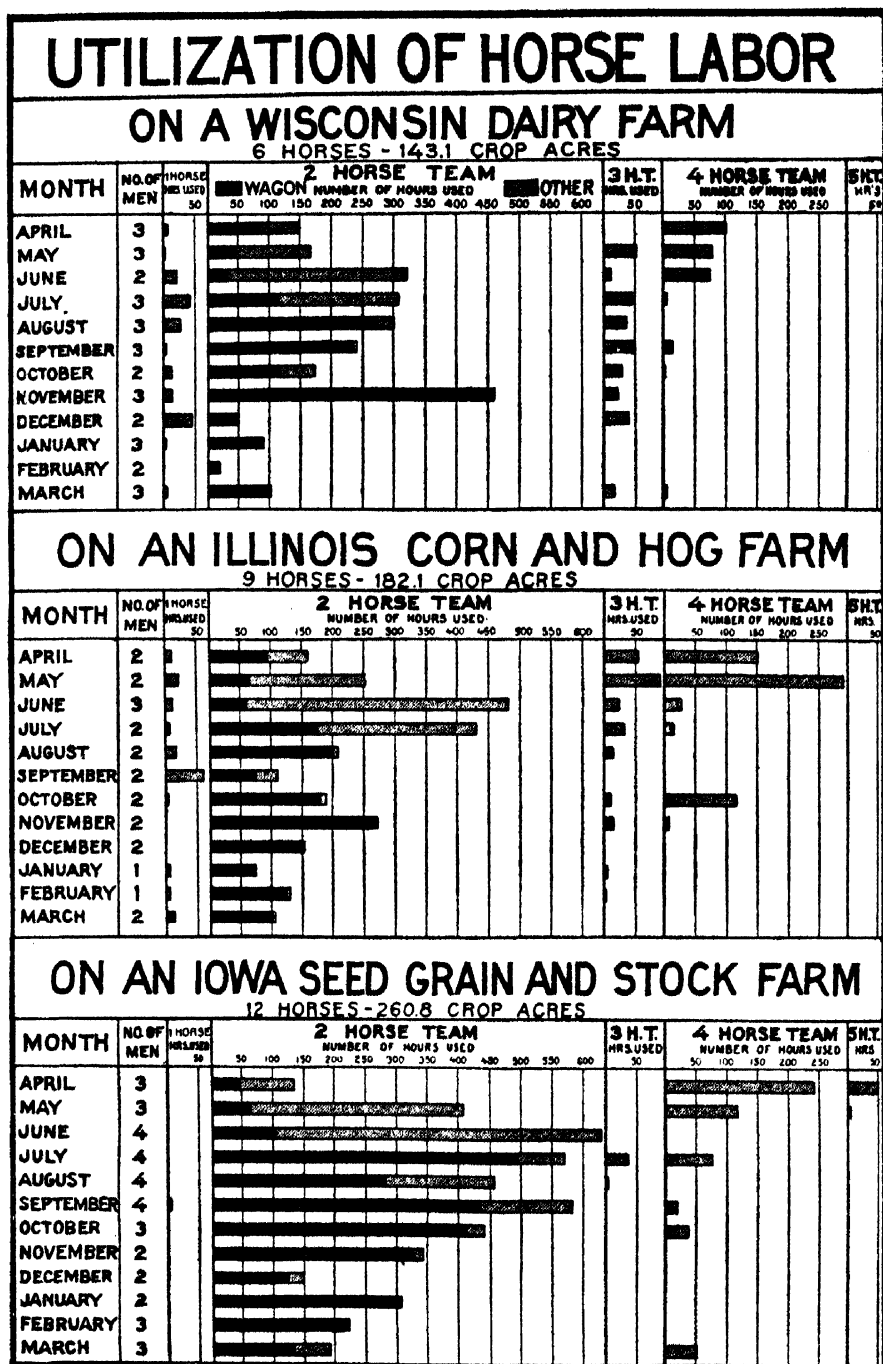 UTILIZATION OF HORSE LABOR
ON A WISCONSIN DAIRY FARM
6 HORSES - 143.1 CROP ACRES
MONTH NO. OF MEN 1 HORSE HRS USED 2 HORSE TEAM 3 H.T. HRS. USED 4 HORSE TEAM 5 H.T. HR'S
WAGON NUMBER OF HOURS USED OTHER NUMBER OF HOURS USED
50 50 100 150 200 250 300 350 400 450 500 550 600 50 50 100 150 200 250
APRIL 3
MAY 3
JUNE 2
JULY. 3
AUGUST 3
SEPTEMBER 3
OCTOBER 2
NOVEMBER 3
DECEMBER 2
JANUARY 3
FEBRUARY 2
MARCH 3
ON AN ILLINOIS CORN AND HOG FARM
9 HORSES - 182.1 CROP ACRES
MONTH NO. OF MEN 1 HORSE HRS.USED 2 HORSE TEAM 3 H.T. HRS.USED 4 HORSE TEAM 5 H.T. HRS.
NUMBER OF HOURS USED. NUMBER OF HOURS USED
50 50 100 150 200 250 300 350 400 450 500 550 600 50 50 100 150 200 250 50
APRIL 2
MAY 2
JUNE 3
JULY 2
AUGUST 2
SEPTEMBER 2
OCTOBER 2
NOVEMBER 2
DECEMBER 2
JANUARY 1
FEBRUARY 1
MARCH 2
ON AN IOWA SEED GRAIN AND STOCK FARM
12 HORSES - 260.8 CROP ACRES
MONTH NO. OF MEN 1 HORSE HRS.USED 2 HORSE TEAM 3 H.T. HRS.USED 4 HORSE TEAM 5 H.T. HRS
NUMBER OF HOURS USED NUMBER OF HOURS USED
50 50 100 150 200 250 300 350 400 450 500 550 600 50 50 100 150 200 250 50
APRIL 3
MAY 3
JUNE 4
JULY 4
AUGUST 4
SEPTEMBER 4
OCTOBER 3
NOVEMBER 2
DECEMBER 2
JANUARY 2
FEBRUARY 3
MARCH 3